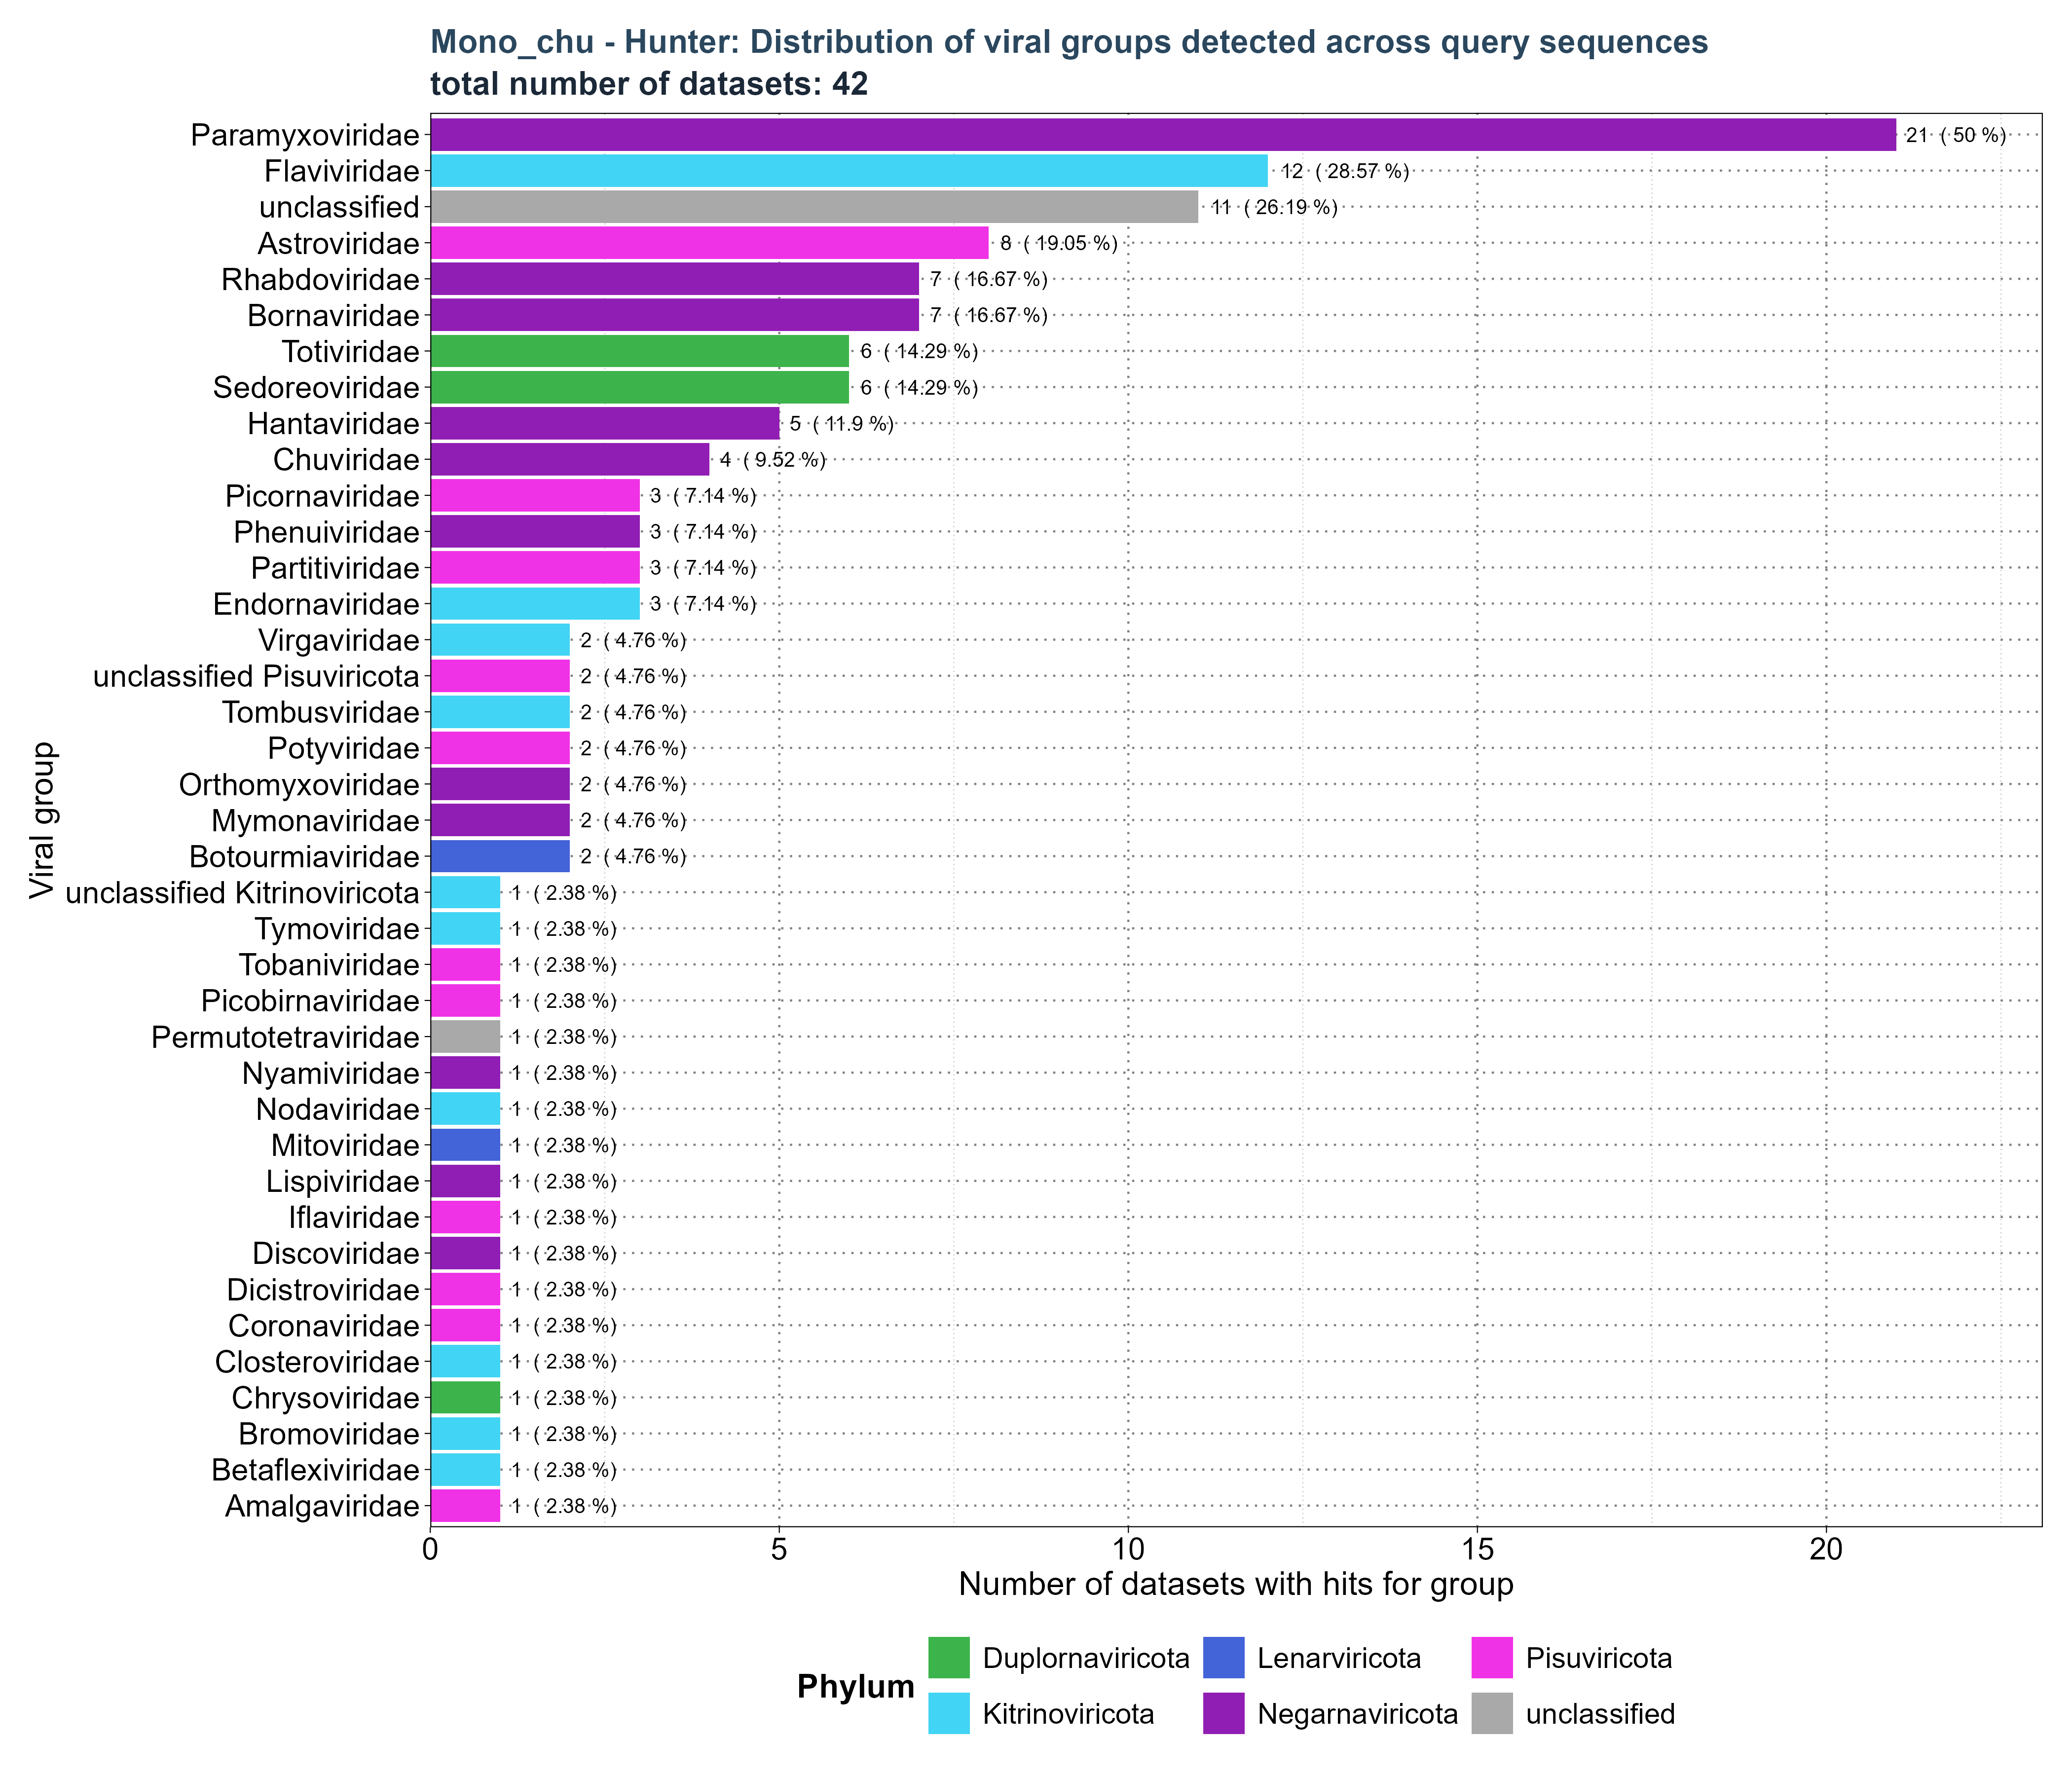 Mono_chu - Hunter: Distribution of viral groups detected across query sequences
total number of datasets: 42
Viral group
Paramyxoviridae 21 ( 50 %)
Flaviviridae 12 ( 28.57 %)
unclassified 11 ( 26.19 %)
Astroviridae 8 ( 19.05 %)
Rhabdoviridae 7 ( 16.67 %)
Bornaviridae 7 ( 16.67 %)
Totiviridae 6 ( 14.29 %)
Sedoreoviridae 6 ( 14.29 %)
Hantaviridae 5 ( 11.9 %)
Chuviridae 4 ( 9.52 %)
Picornaviridae 3 ( 7.14 %)
Phenuiviridae 3 ( 7.14 %)
Partitiviridae 3 ( 7.14 %)
Endornaviridae 3 ( 7.14 %)
Virgaviridae 2 ( 4.76 %)
unclassified Pisuviricota 2 ( 4.76 %)
Tombusviridae 2 ( 4.76 %)
Potyviridae 2 ( 4.76 %)
Orthomyxoviridae 2 ( 4.76 %)
Mymonaviridae 2 ( 4.76 %)
Botourmiaviridae 2 ( 4.76 %)
unclassified Kitrinoviricota 1 ( 2.38 %)
Tymoviridae 1 ( 2.38 %)
Tobaniviridae 1 ( 2.38 %)
Picobirnaviridae 1 ( 2.38 %)
Permutotetraviridae 1 ( 2.38 %)
Nyamiviridae 1 ( 2.38 %)
Nodaviridae 1 ( 2.38 %)
Mitoviridae 1 ( 2.38 %)
Lispiviridae 1 ( 2.38 %)
Iflaviridae 1 ( 2.38 %)
Discoviridae 1 ( 2.38 %)
Dicistroviridae 1 ( 2.38 %)
Coronaviridae 1 ( 2.38 %)
Closteroviridae 1 ( 2.38 %)
Chrysoviridae 1 ( 2.38 %)
Bromoviridae 1 ( 2.38 %)
Betaflexiviridae 1 ( 2.38 %)
Amalgaviridae 1 ( 2.38 %)
0 5 10 15 20
Number of datasets with hits for group
Phylum
Duplornaviricota Lenarviricota Pisuviricota
Kitrinoviricota Negarnaviricota unclassified